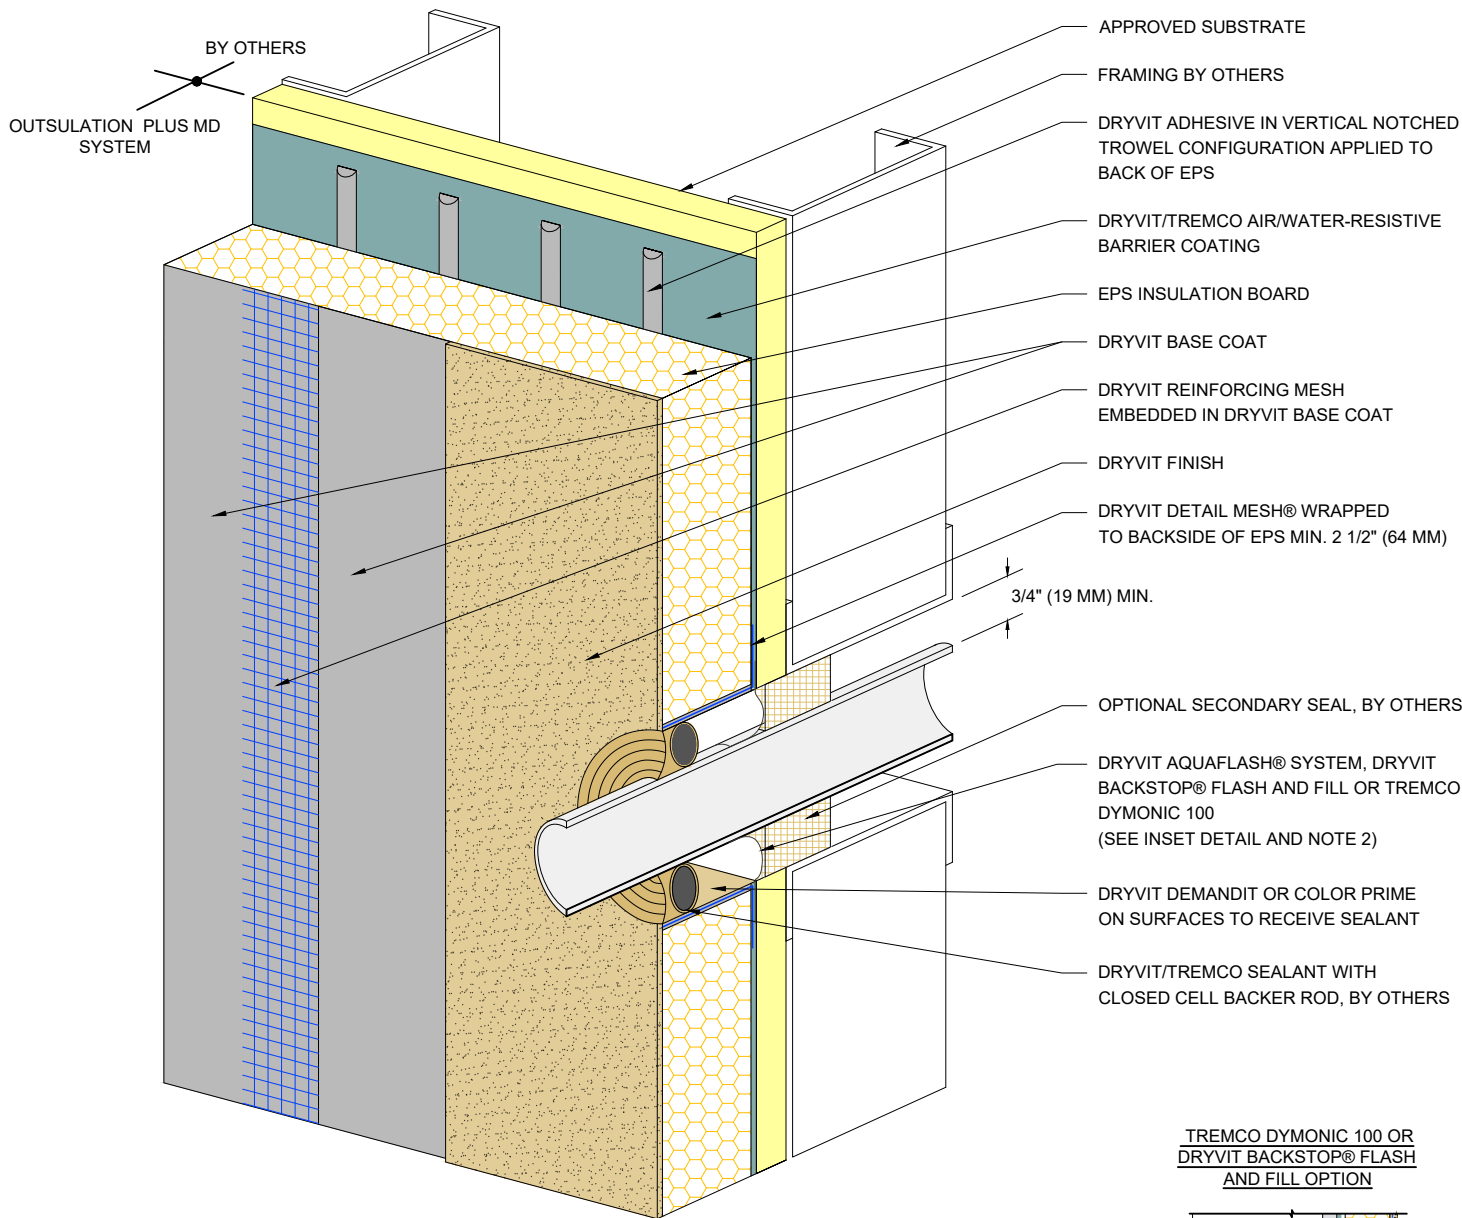 BY OTHERS
OUTSULATION PLUS MD
SYSTEM
APPROVED SUBSTRATE
FRAMING BY OTHERS
DRYVIT ADHESIVE IN VERTICAL NOTCHED
TROWEL CONFIGURATION APPLIED TO
BACK OF EPS
DRYVIT/TREMCO AIR/WATER-RESISTIVE
BARRIER COATING
EPS INSULATION BOARD
DRYVIT BASE COAT
DRYVIT REINFORCING MESH
EMBEDDED IN DRYVIT BASE COAT
DRYVIT FINISH
DRYVIT DETAIL MESH® WRAPPED
TO BACKSIDE OF EPS MIN. 2 1/2" (64 MM)
3/4" (19 MM) MIN.
OPTIONAL SECONDARY SEAL, BY OTHERS
DRYVIT AQUAFLASH® SYSTEM, DRYVIT
BACKSTOP® FLASH AND FILL OR TREMCO
DYMONIC 100
(SEE INSET DETAIL AND NOTE 2)
DRYVIT DEMANDIT OR COLOR PRIME
ON SURFACES TO RECEIVE SEALANT
DRYVIT/TREMCO SEALANT WITH
CLOSED CELL BACKER ROD, BY OTHERS
TREMCO DYMONIC 100 OR
DRYVIT BACKSTOP® FLASH
AND FILL OPTION